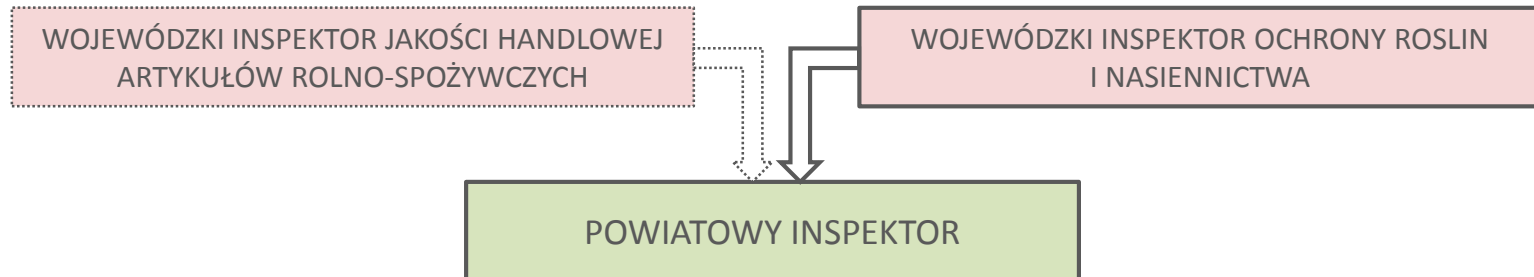 WOJEWÓDZKI INSPEKTOR JAKOŚCI HANDLOWEJ
ARTYKUŁÓW ROLNO-SPOŻYWCZYCH
WOJEWÓDZKI INSPEKTOR OCHRONY ROSLIN
I NASIENNICTWA
POWIATOWY INSPEKTOR